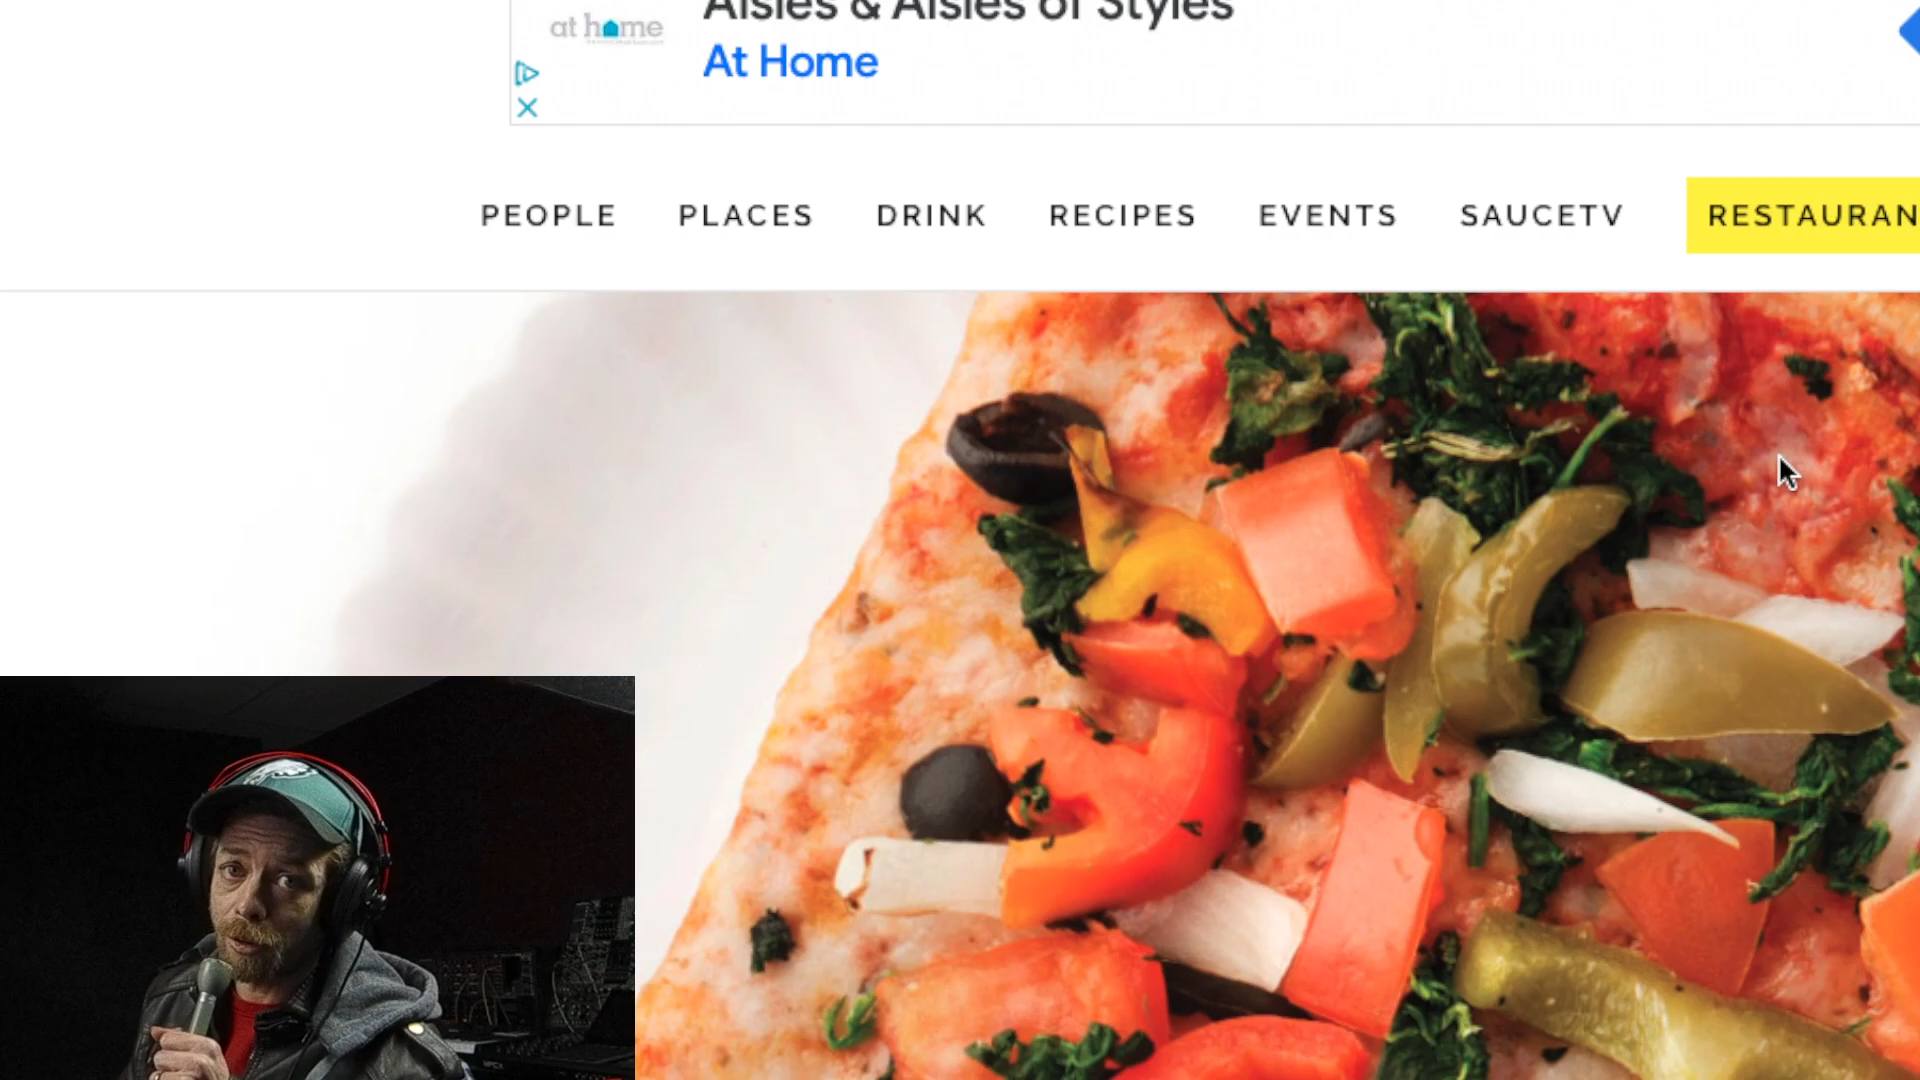 Aisles & Aisles of Styles
at home
At Home
PEOPLE PLACES DRINK RECIPES EVENTS SAUCETV RESTAURAN